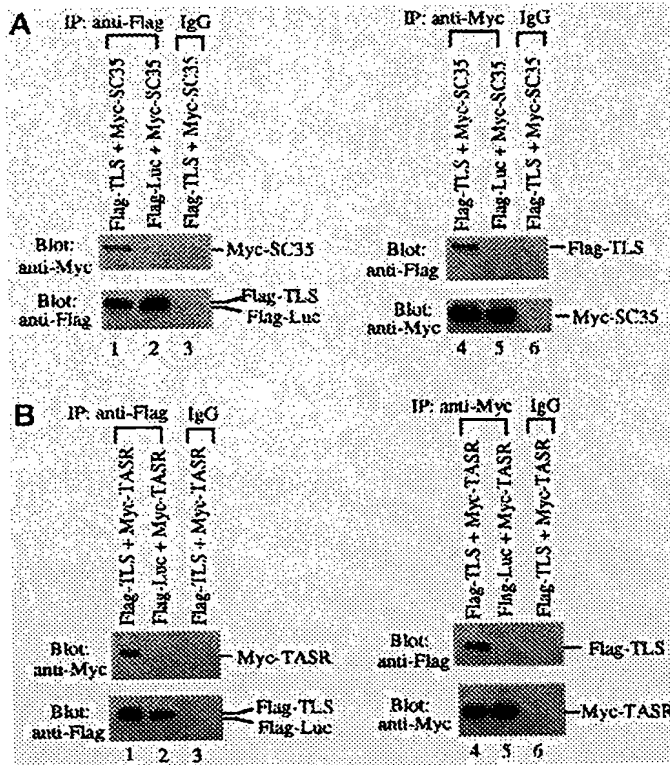 A
IP: anti-Flag IgG
Flag-TLS + Myc-SC35
Flag-Luc + Myc-SC35
Flag-TLS + Myc-SC35
Blot: anti-Myc
Myc-SC35
Blot: anti-Flag
Flag-TLS
Flag-Luc
1 2 3
IP: anti-Myc IgG
Flag-TLS + Myc-SC35
Flag-Luc + Myc-SC35
Flag-TLS + Myc-SC35
Blot: anti-Flag
Flag-TLS
Blot: anti-Myc
Myc-SC35
4 5 6
B
IP: anti-Flag IgG
Flag-TLS + Myc-TASR
Flag-Luc + Myc-TASR
Flag-TLS + Myc-TASR
Blot: anti-Myc
Myc-TASR
Blot: anti-Flag
Flag-TLS
Flag-Luc
1 2 3
IP: anti-Myc IgG
Flag-TLS + Myc-TASR
Flag-Luc + Myc-TASR
Flag-TLS + Myc-TASR
Blot: anti-Flag
Flag-TLS
Blot: anti-Myc
Myc-TASR
4 5 6